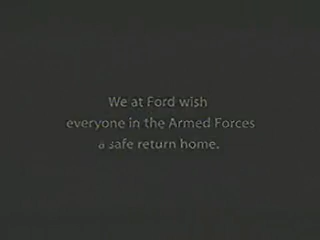 We at Ford wish
everyone in the Armed Forces
a safe return home.